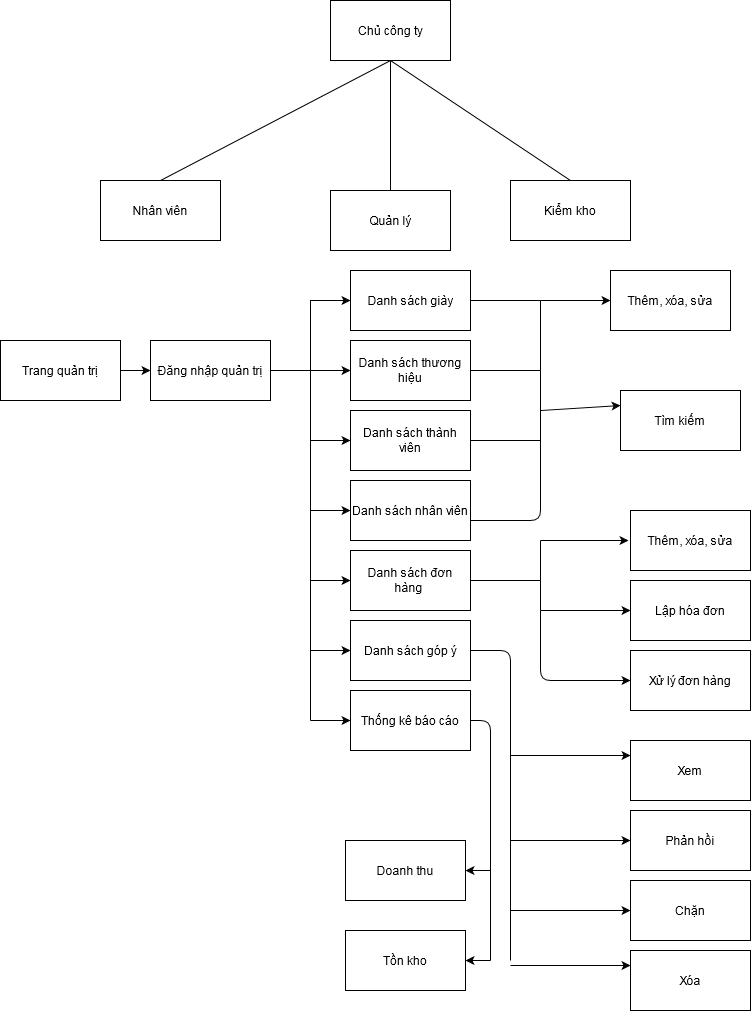 Chủ công ty
Nhân viên
Quản lý
Kiểm kho
Danh sách giày
Thêm, xóa, sửa
Trang quản trị
Đăng nhập quản trị
Danh sách thương
hiệu
Tìm kiếm
Danh sách thành
viên
Danh sách nhân viên
Thêm, xóa, sửa
Danh sách đơn
hàng
Lập hóa đơn
Danh sách góp ý
Xử lý đơn hàng
Thống kê báo cáo
Xem
Phản hồi
Doanh thu
Chặn
Tồn kho
Xóa